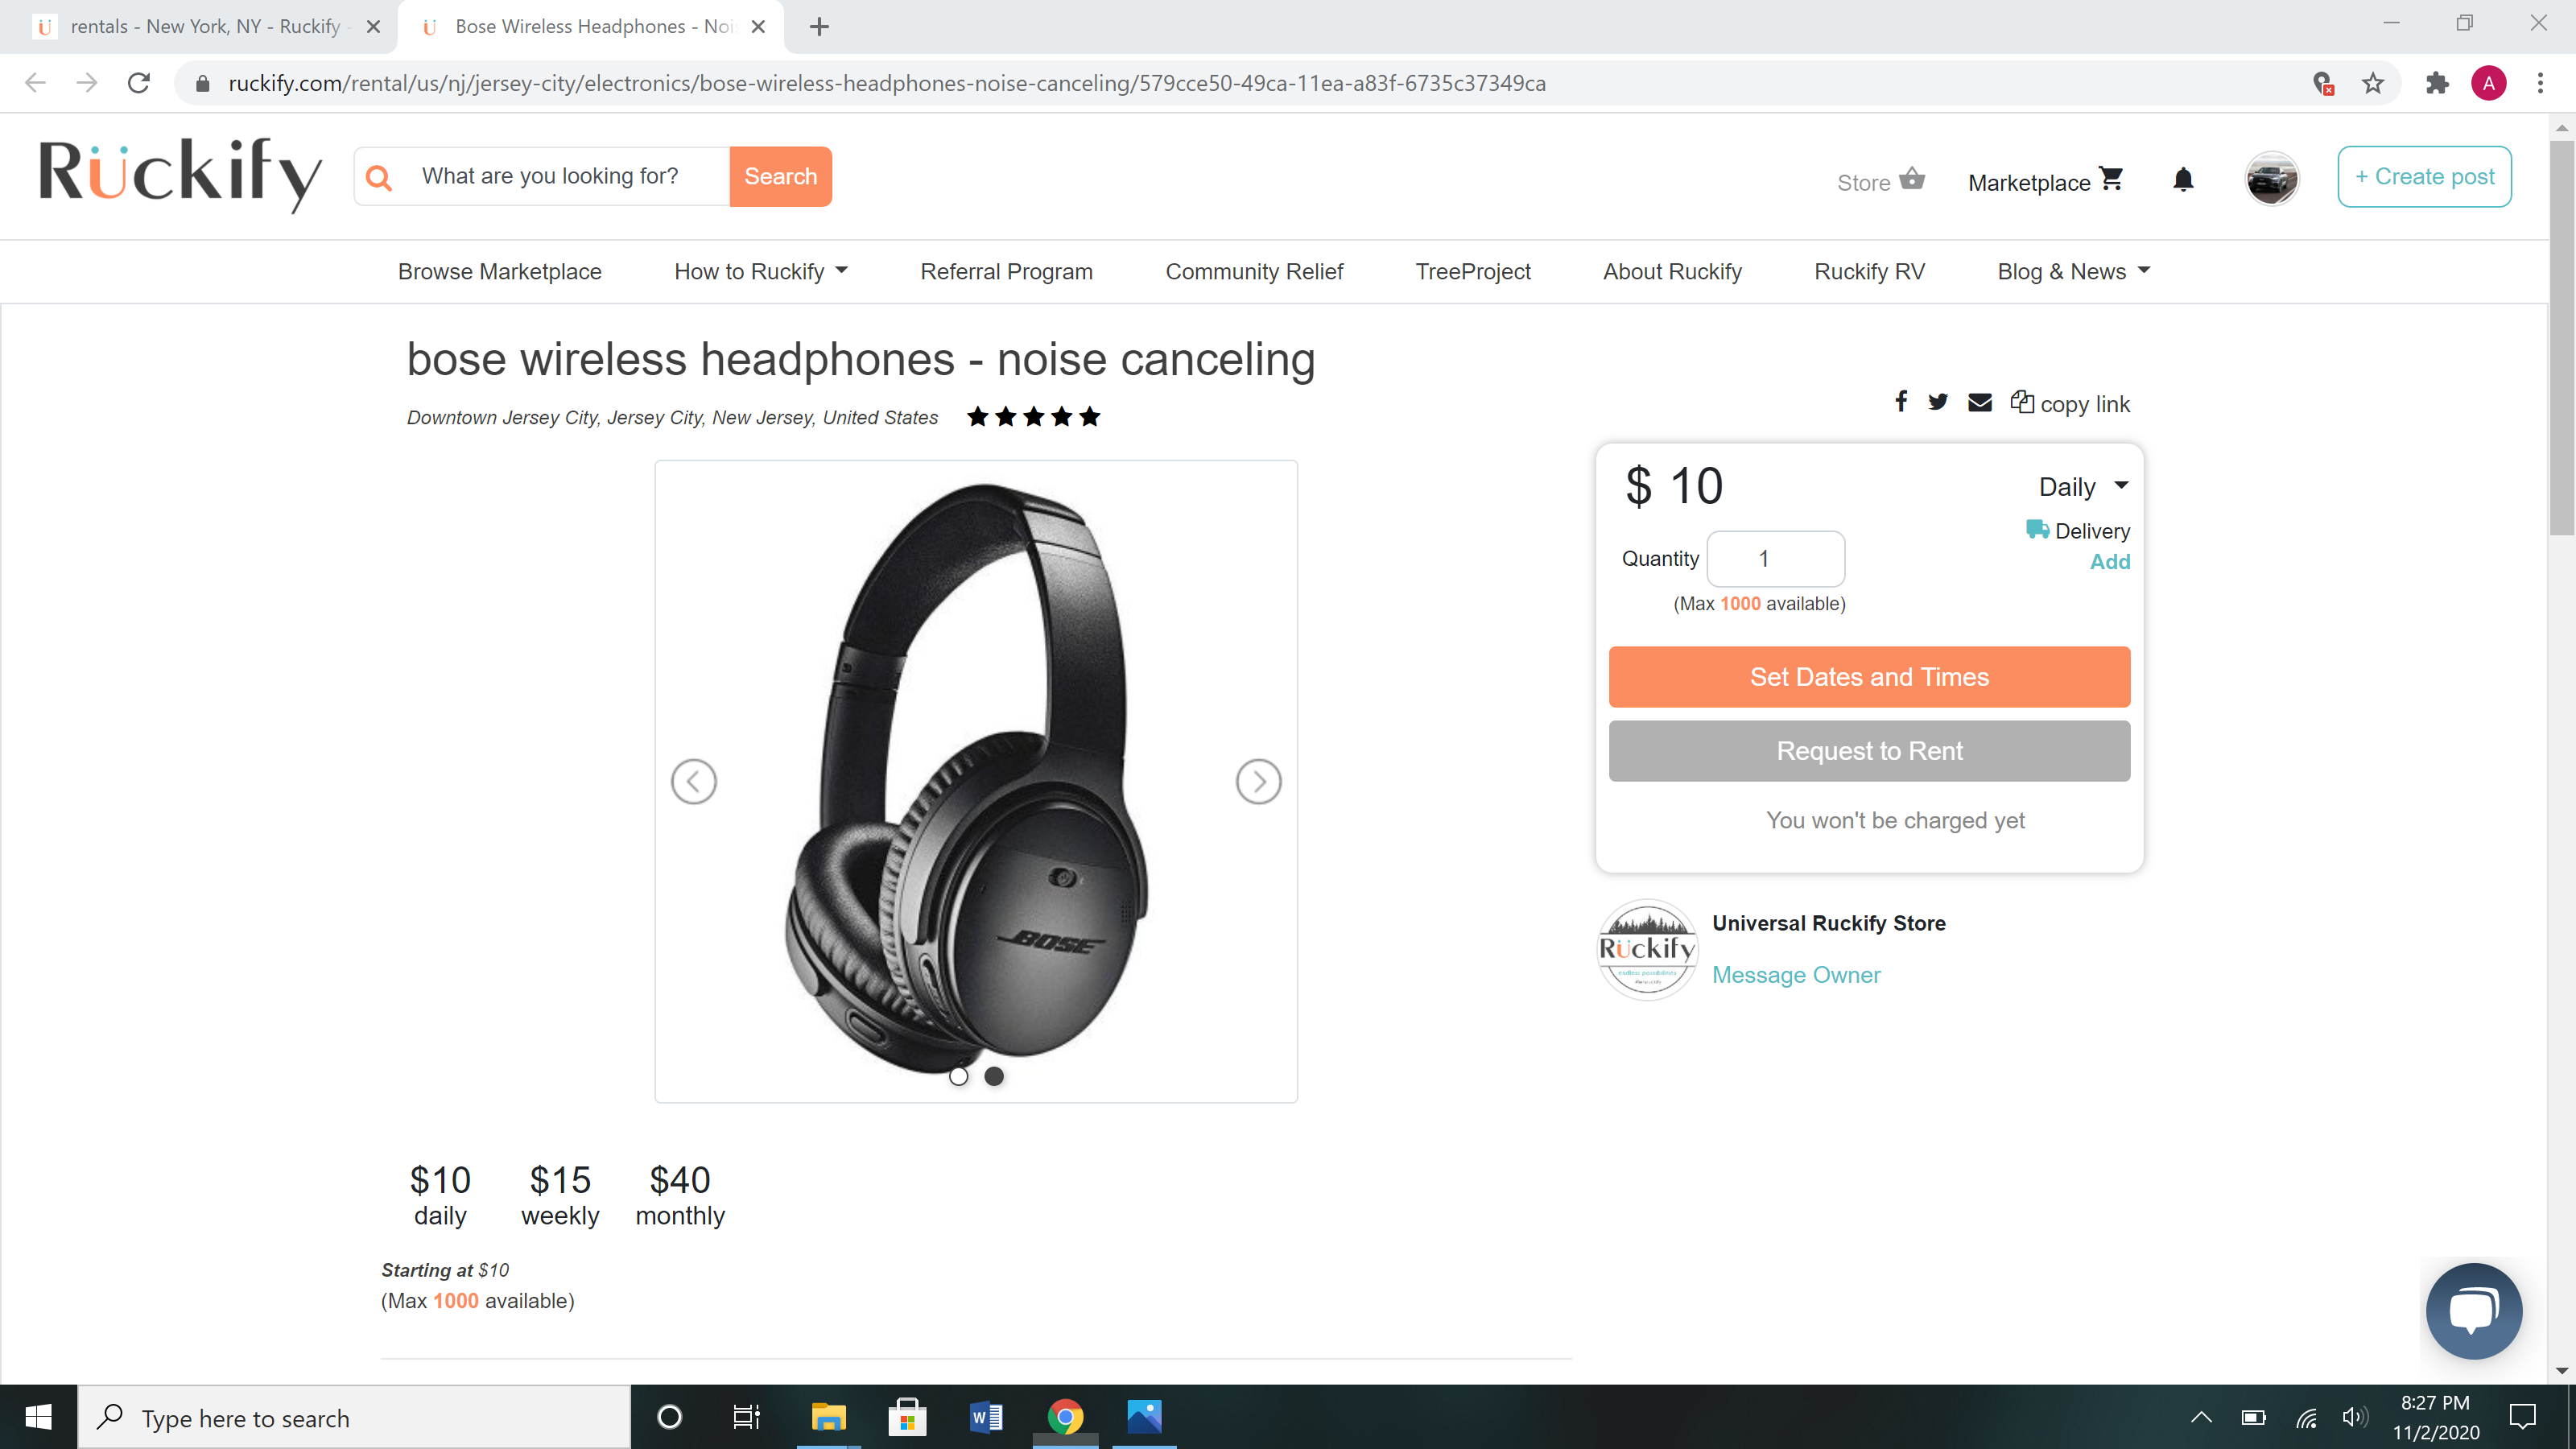 rentals - New York, NY - Ruckify
Bose Wireless Headphones - Noi
ruckify.com/rental/us/nj/jersey-city/electronics/bose-wireless-headphones-noise-canceling/579cce50-49ca-11ea-a83f-6735c37349ca
A
Rückify
What are you looking for?
Search
Store
Marketplace
+ Create post
Browse Marketplace
How to Ruckify
Referral Program
Community Relief
TreeProject
About Ruckify
Ruckify RV
Blog & News
bose wireless headphones - noise canceling
Downtown Jersey City, Jersey City, New Jersey, United States
copy link
$ 10
Daily
Delivery
Add
Quantity
1
(Max 1000 available)
Set Dates and Times
Request to Rent
You won't be charged yet
BOSE
Rückify
Universal Ruckify Store
Message Owner
$10
daily
$15
weekly
$40
monthly
Starting at $10
(Max 1000 available)
Type here to search
W
8:27 PM
11/2/2020